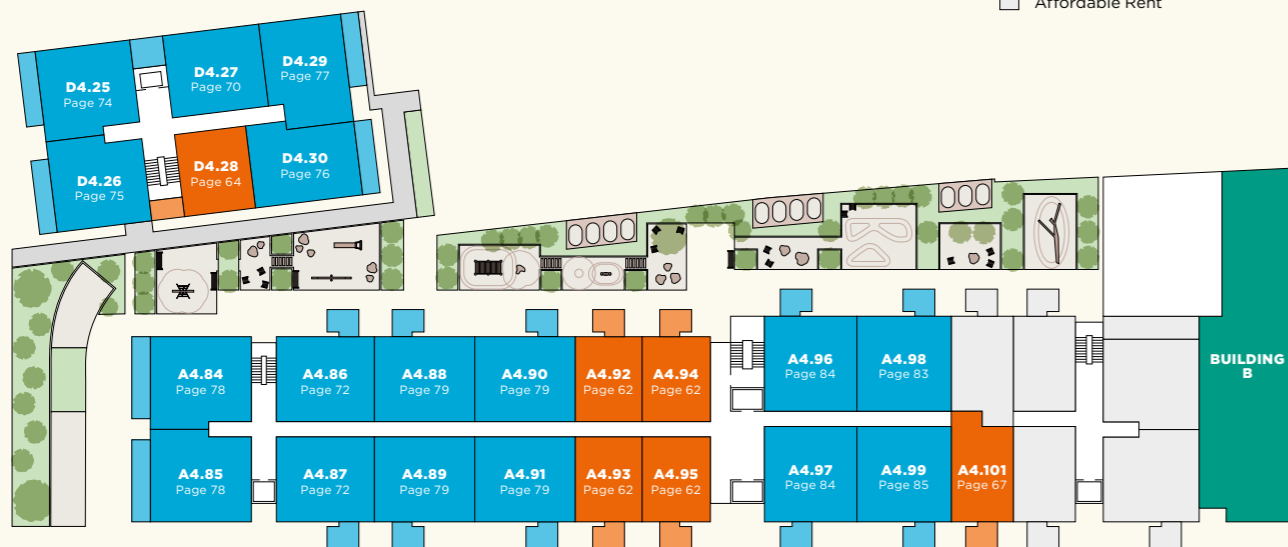 Affordable Rent
D4.25
Page 74
D4.27
Page 70
D4.29
Page 77
D4.26
Page 75
D4.28
Page 64
D4.30
Page 76
A4.84
Page 78
A4.86
Page 72
A4.88
Page 79
A4.90
Page 79
A4.92
Page 62
A4.94
Page 62
A4.96
Page 84
A4.98
Page 83
BUILDING
B
A4.85
Page 78
A4.87
Page 72
A4.89
Page 79
A4.91
Page 79
A4.93
Page 62
A4.95
Page 62
A4.97
Page 84
A4.99
Page 85
A4.101
Page 67